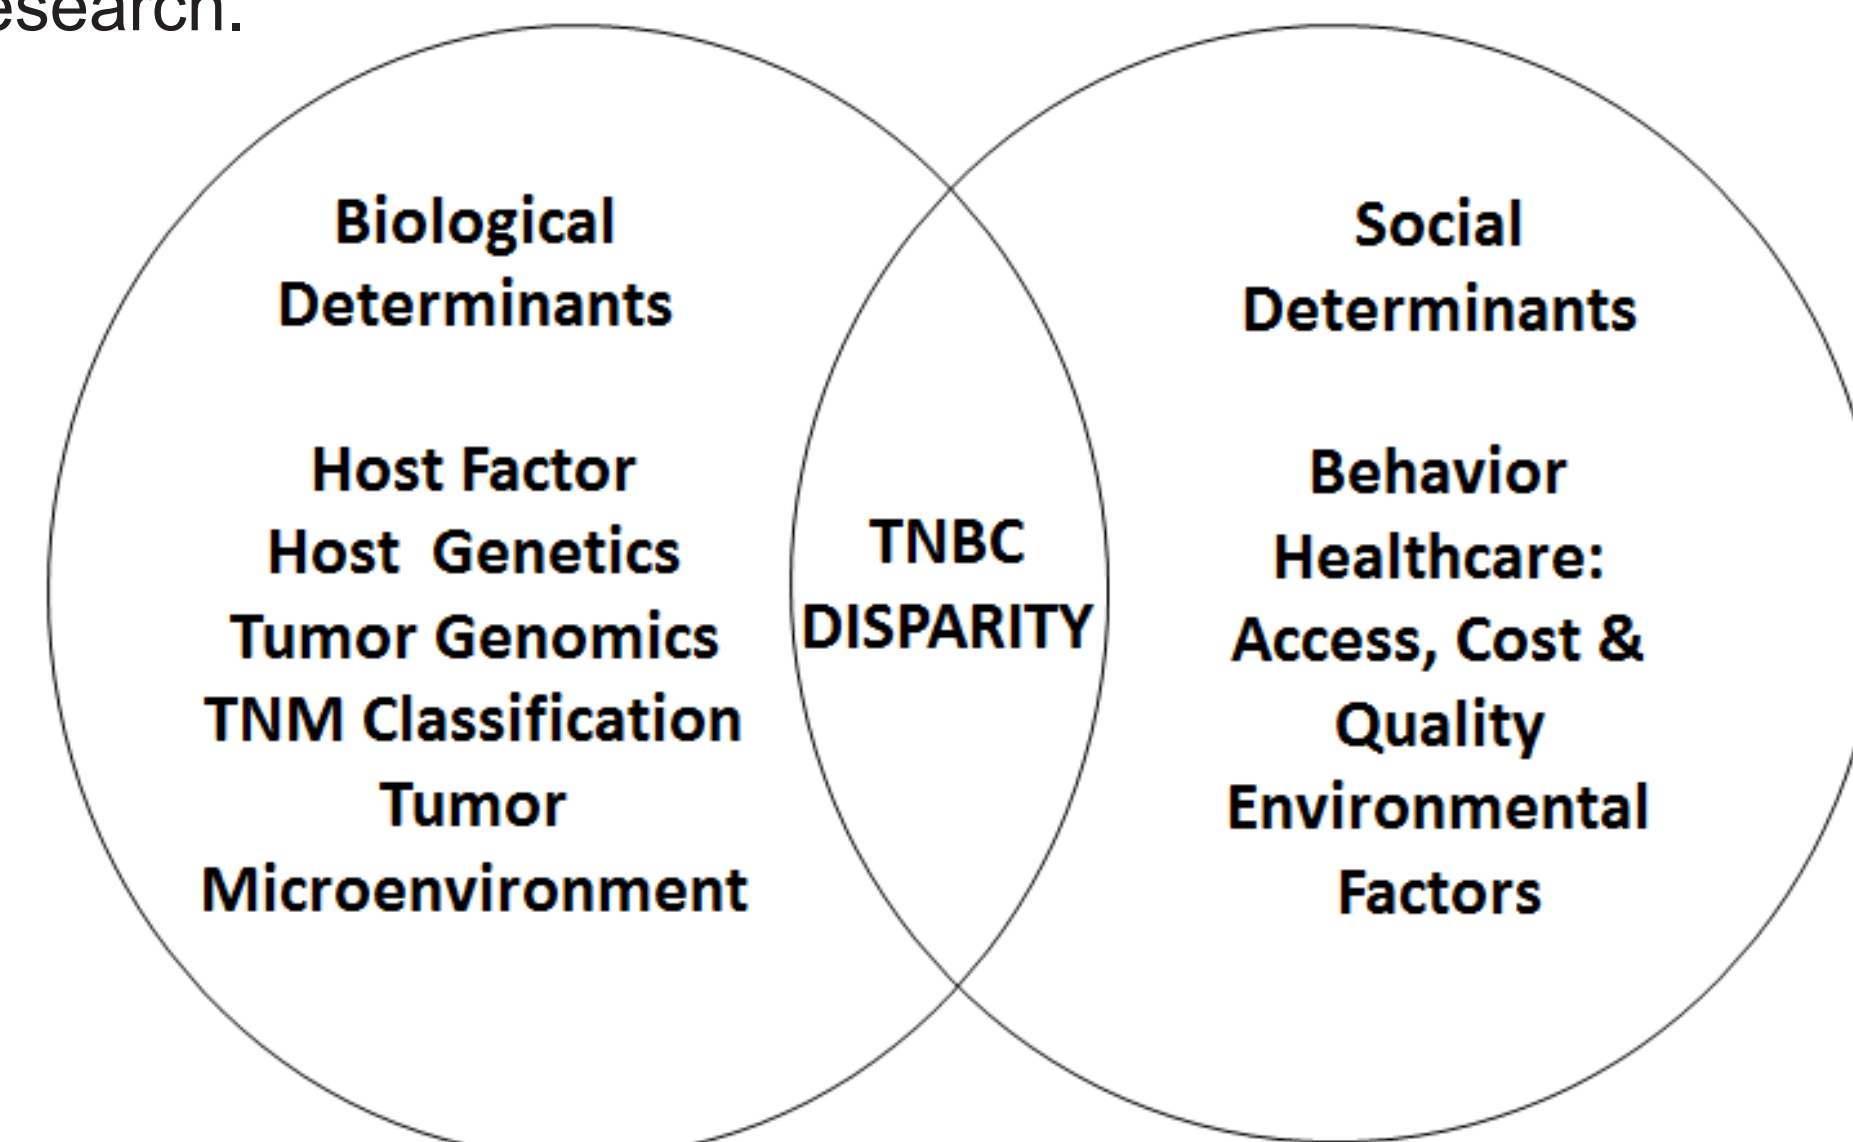 esearch.
Biological
Determinants
Host Factor
Host Genetics
Tumor Genomics
TNM Classification
Tumor
Microenvironment
TNBC
DISPARITY
Social
Determinants
Behavior
Healthcare:
Access, Cost &
Quality
Environmental
Factors